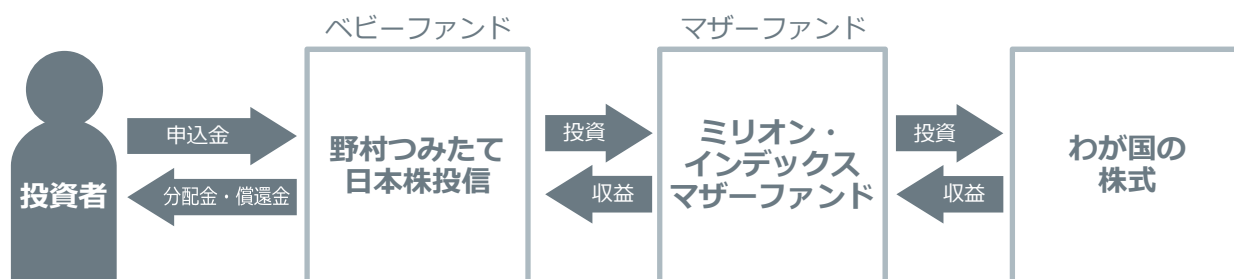 ベビーファンド
マザーファンド
投資者
申込金
分配金・償還金
野村つみたて
日本株投信
投資
収益
ミリオン・
インデックス
マザーファンド
投資
収益
わが国の
株式